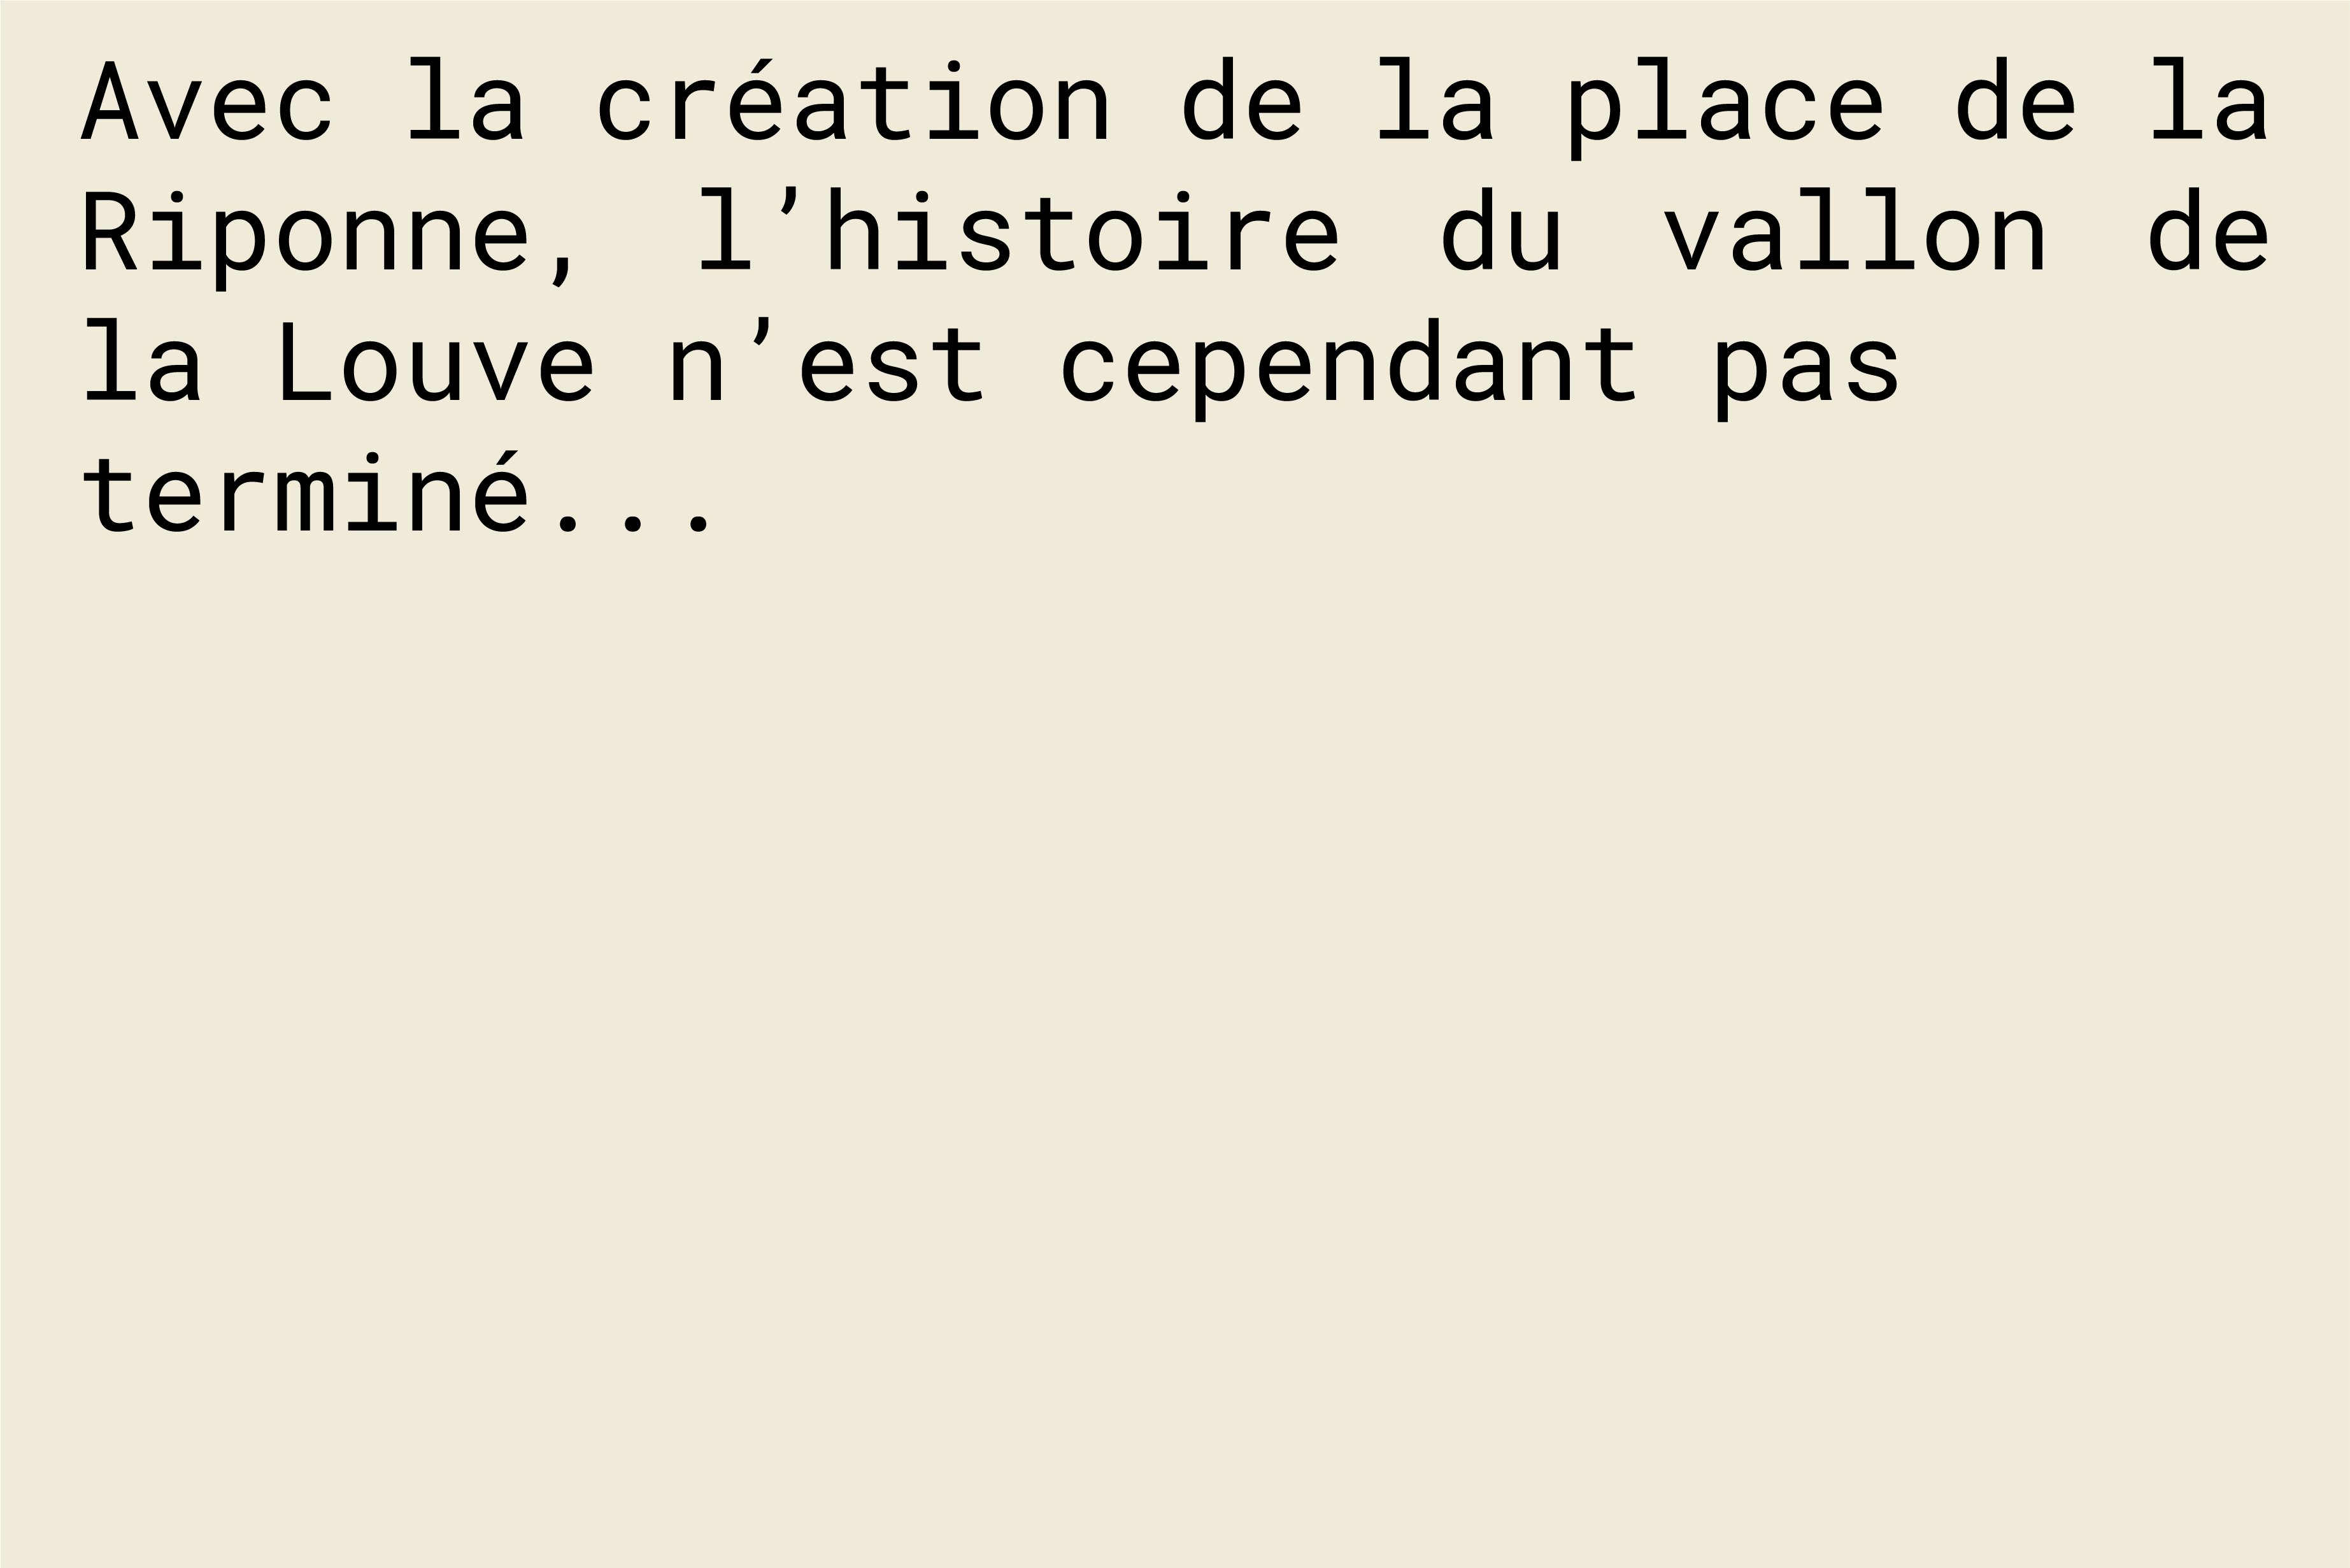 Avec la création de la place de la
Riponne, l’histoire du vallon de
la Louve n’est cependant pas
terminé...